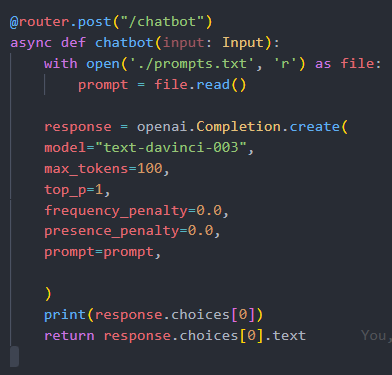 @router.post("/chatbot")
async def chatbot(input: Input):
    with open('./prompts.txt', 'r') as file:
        prompt = file.read()

    response = openai.Completion.create(
    model="text-davinci-003",
    max_tokens=100,
    top_p=1,
    frequency_penalty=0.0,
    presence_penalty=0.0,
    prompt=prompt,

    )
    print(response.choices[0])
    return response.choices[0].text You,